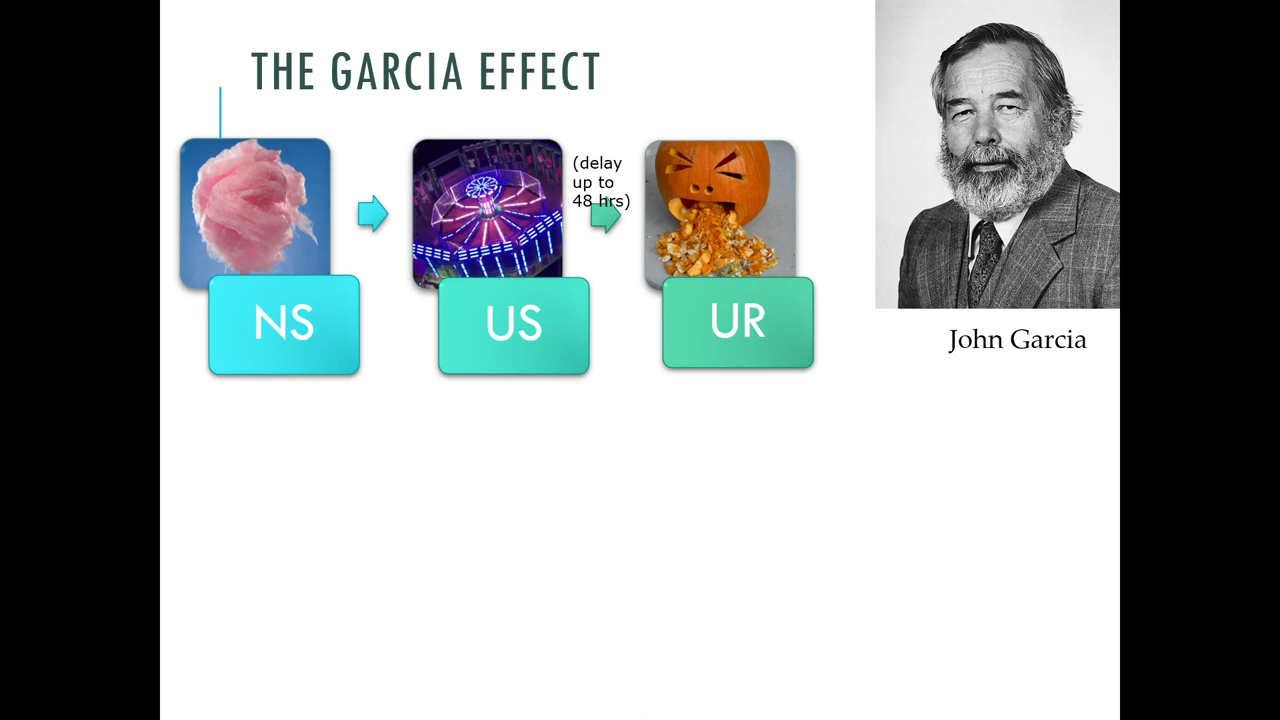 THE GARCIA EFFECT
(delay
up to
48 hrs)
NS
US
UR
John Garcia